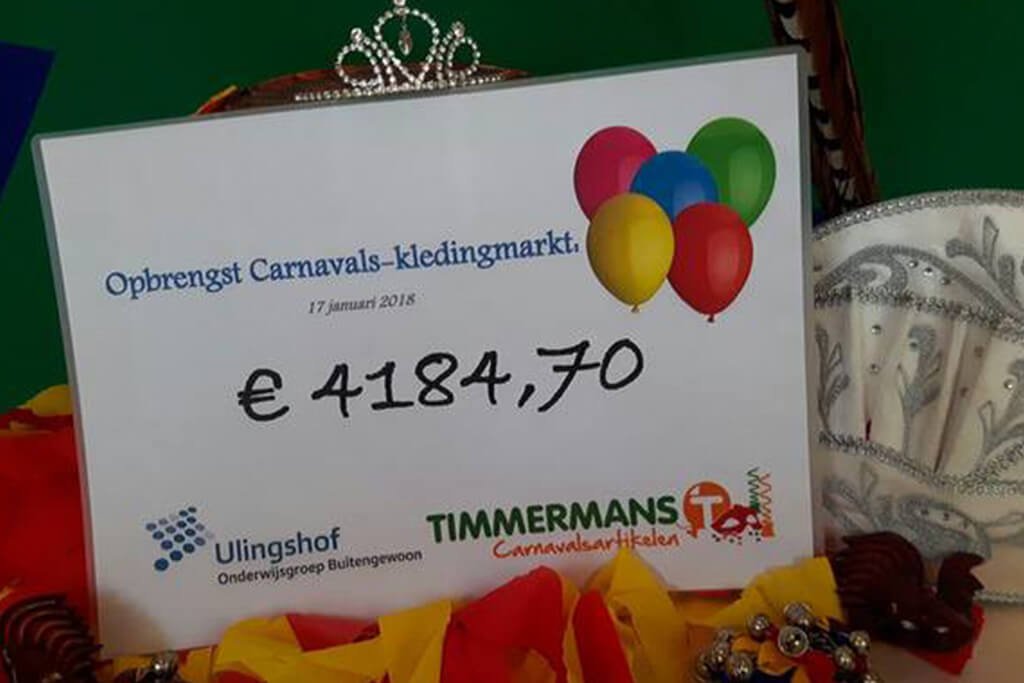 Opbrengst Carnavals-kledingmarkt:
17 januari 2018
€ 4184,70
Ulingshof
Onderwijsgroep Buitengewoon
TIMMERMANS T
Carnavalsartikelen